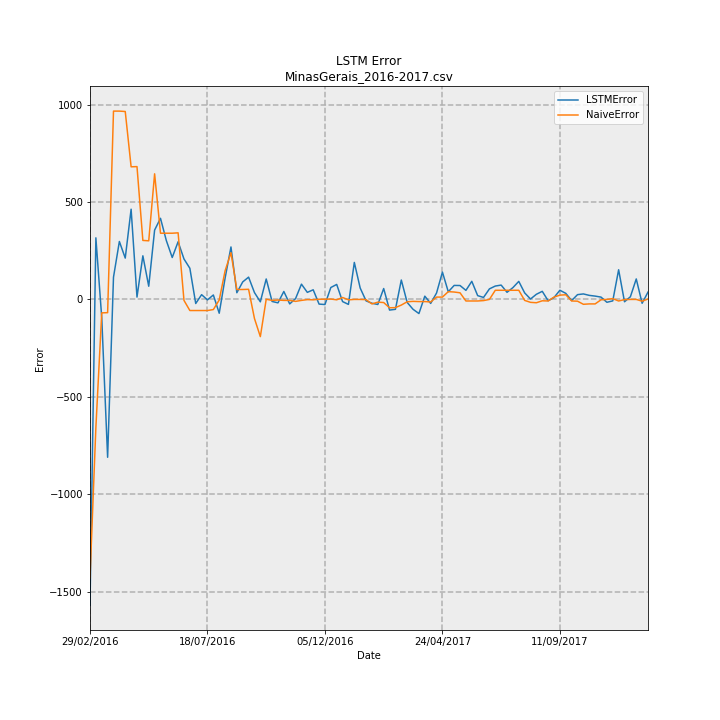 LSTM Error
MinasGerais_2016-2017.csv
LSTMError
NaiveError
1000
500
0
−500
−1000
−1500
Error
29/02/2016
18/07/2016
05/12/2016
24/04/2017
11/09/2017
Date